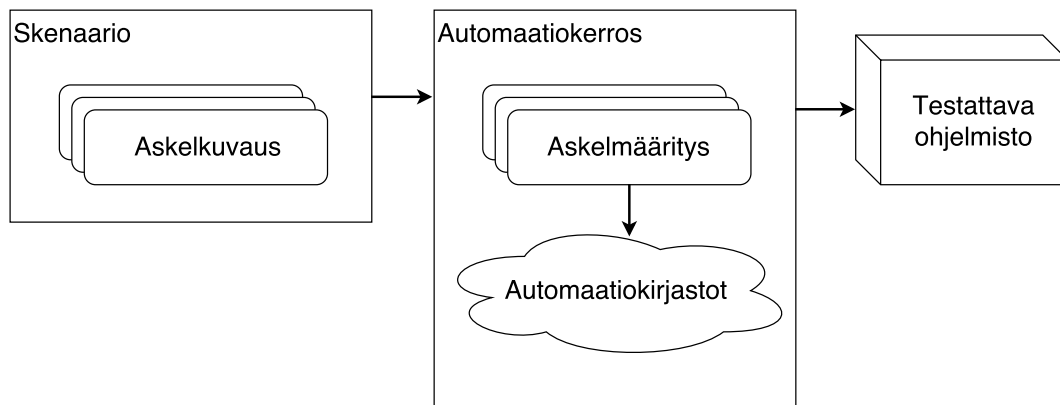 Skenaario
Askelkuvaus
Automaatiokerros
Askelmääritys
Automaatiokirjastot
Testattava
ohjelmisto